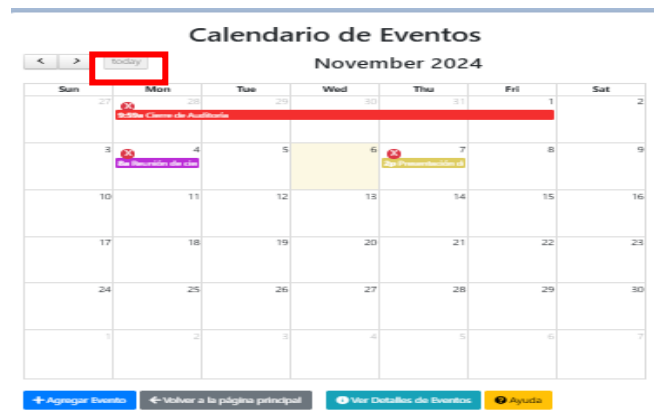 Calendario de Eventos
< > today November 2024
Sun Mon Tue Wed Thu Fri Sat
27 28 29 30 31 1 2
9:59a Cierre de Auditoría
3 4 5 6 7 8 9
8a Reunión de cie 2p Presentación d
10 11 12 13 14 15 16
17 18 19 20 21 22 23
24 25 26 27 28 29 30
1 2 3 4 5 6 7
Agregar Evento Volver a la página principal Ver Detalles de Eventos Ayuda